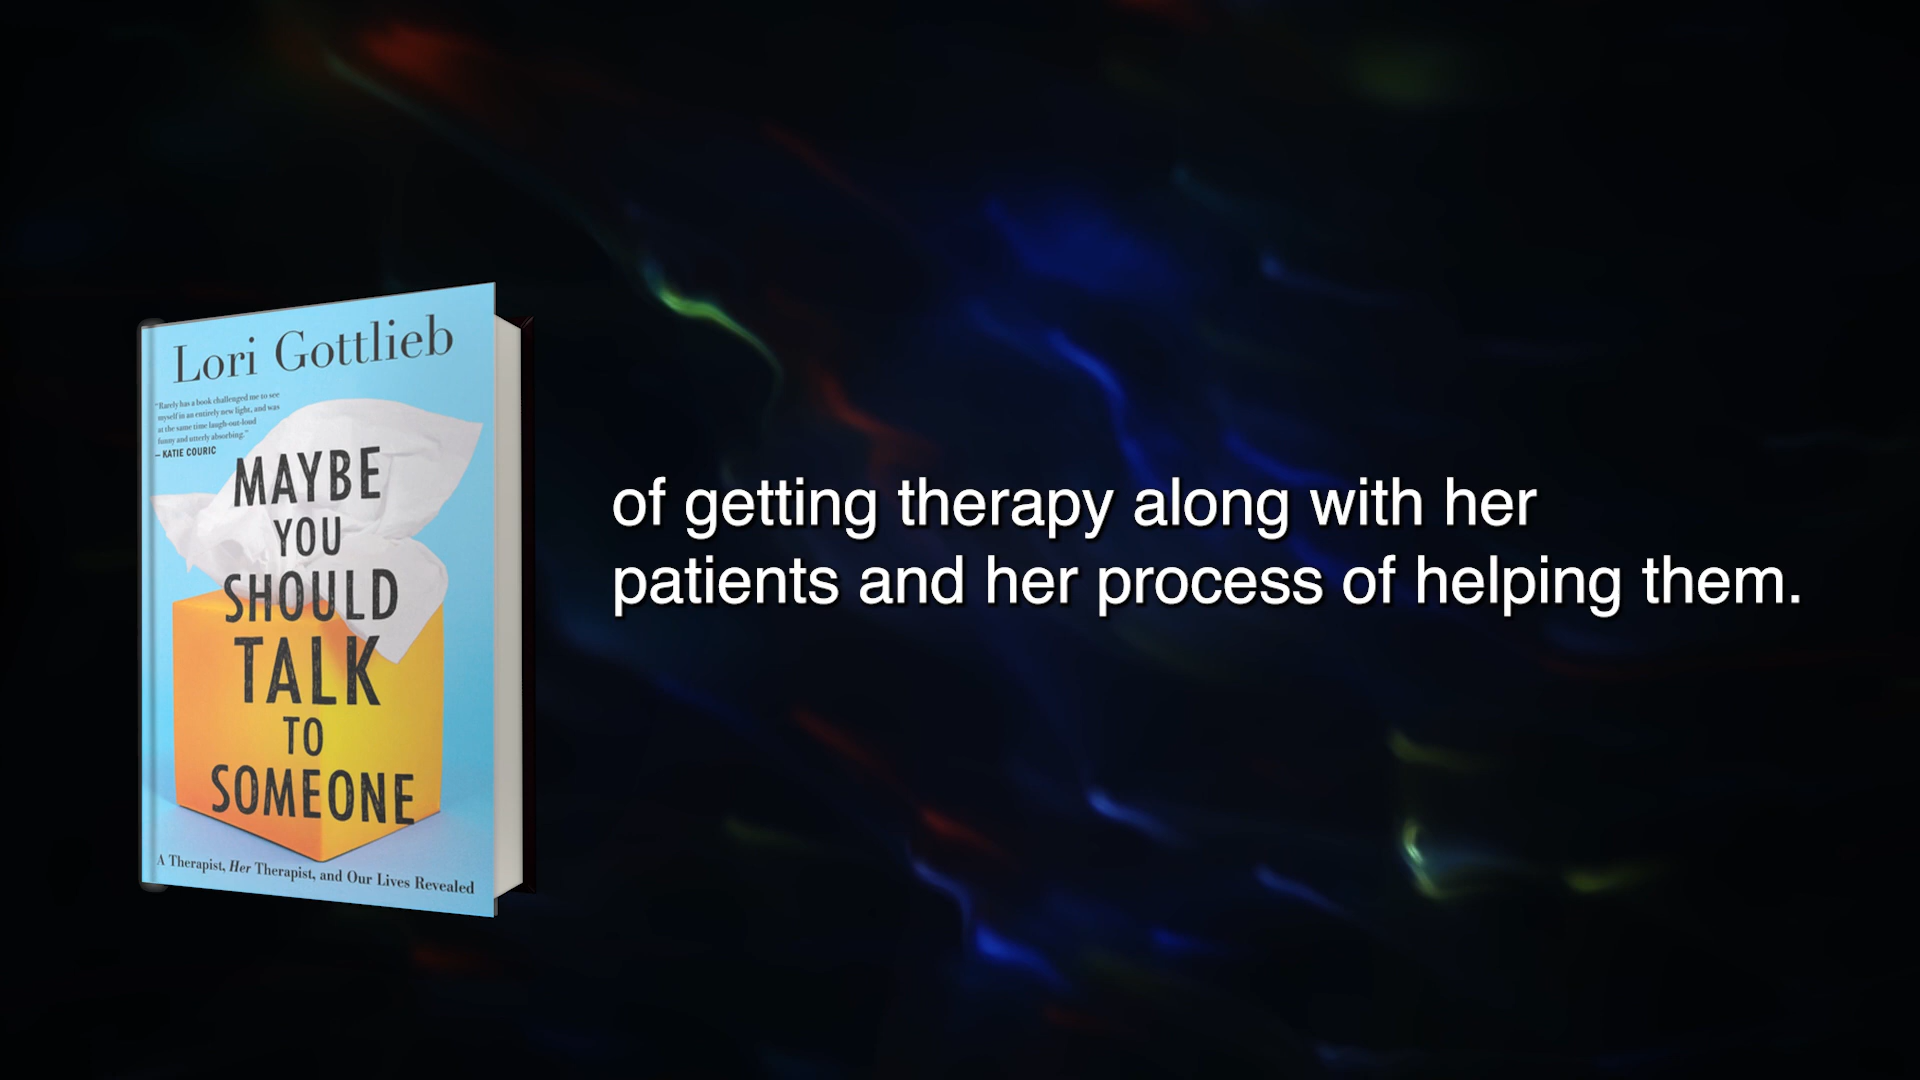 Lori Gottlieb
"Rarely has a book challenged me to see
myself in an entirely new light, and was
at the same time laugh-out-loud
funny and utterly absorbing."
– KATIE COURIC
MAYBE
YOU
SHOULD
TALK
TO
SOMEONE
A Therapist, Her Therapist, and Our Lives Revealed
of getting therapy along with her
patients and her process of helping them.